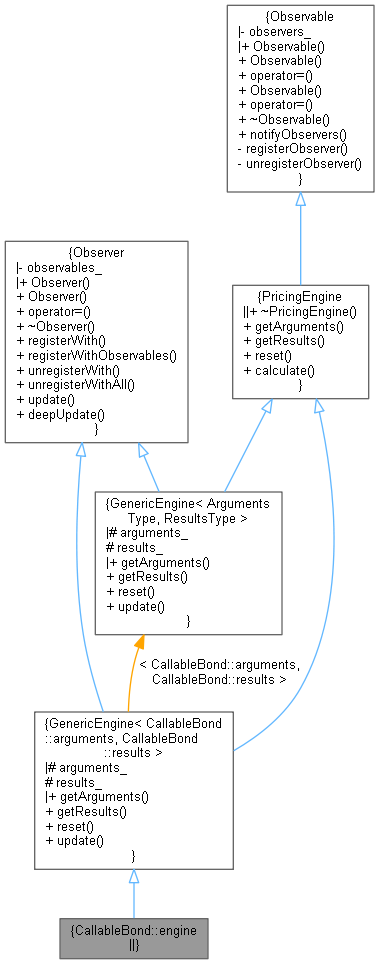 {Observable
|- observers_
|+ Observable()
+ Observable()
+ operator=()
+ Observable()
+ operator=()
+ ~Observable()
+ notifyObservers()
- registerObserver()
- unregisterObserver()
}
{Observer
|- observables_
|+ Observer()
+ Observer()
+ operator=()
+ ~Observer()
+ registerWith()
+ registerWithObservables()
+ unregisterWith()
+ unregisterWithAll()
+ update()
+ deepUpdate()
}
{PricingEngine
||+ ~PricingEngine()
+ getArguments()
+ getResults()
+ reset()
+ calculate()
}
{GenericEngine< Arguments
Type, ResultsType >
|# arguments_
# results_
|+ getArguments()
+ getResults()
+ reset()
+ update()
}
< CallableBond::arguments,
CallableBond::results >
{GenericEngine< CallableBond
::arguments, CallableBond
::results >
|# arguments_
# results_
|+ getArguments()
+ getResults()
+ reset()
+ update()
}
{CallableBond::engine
||}